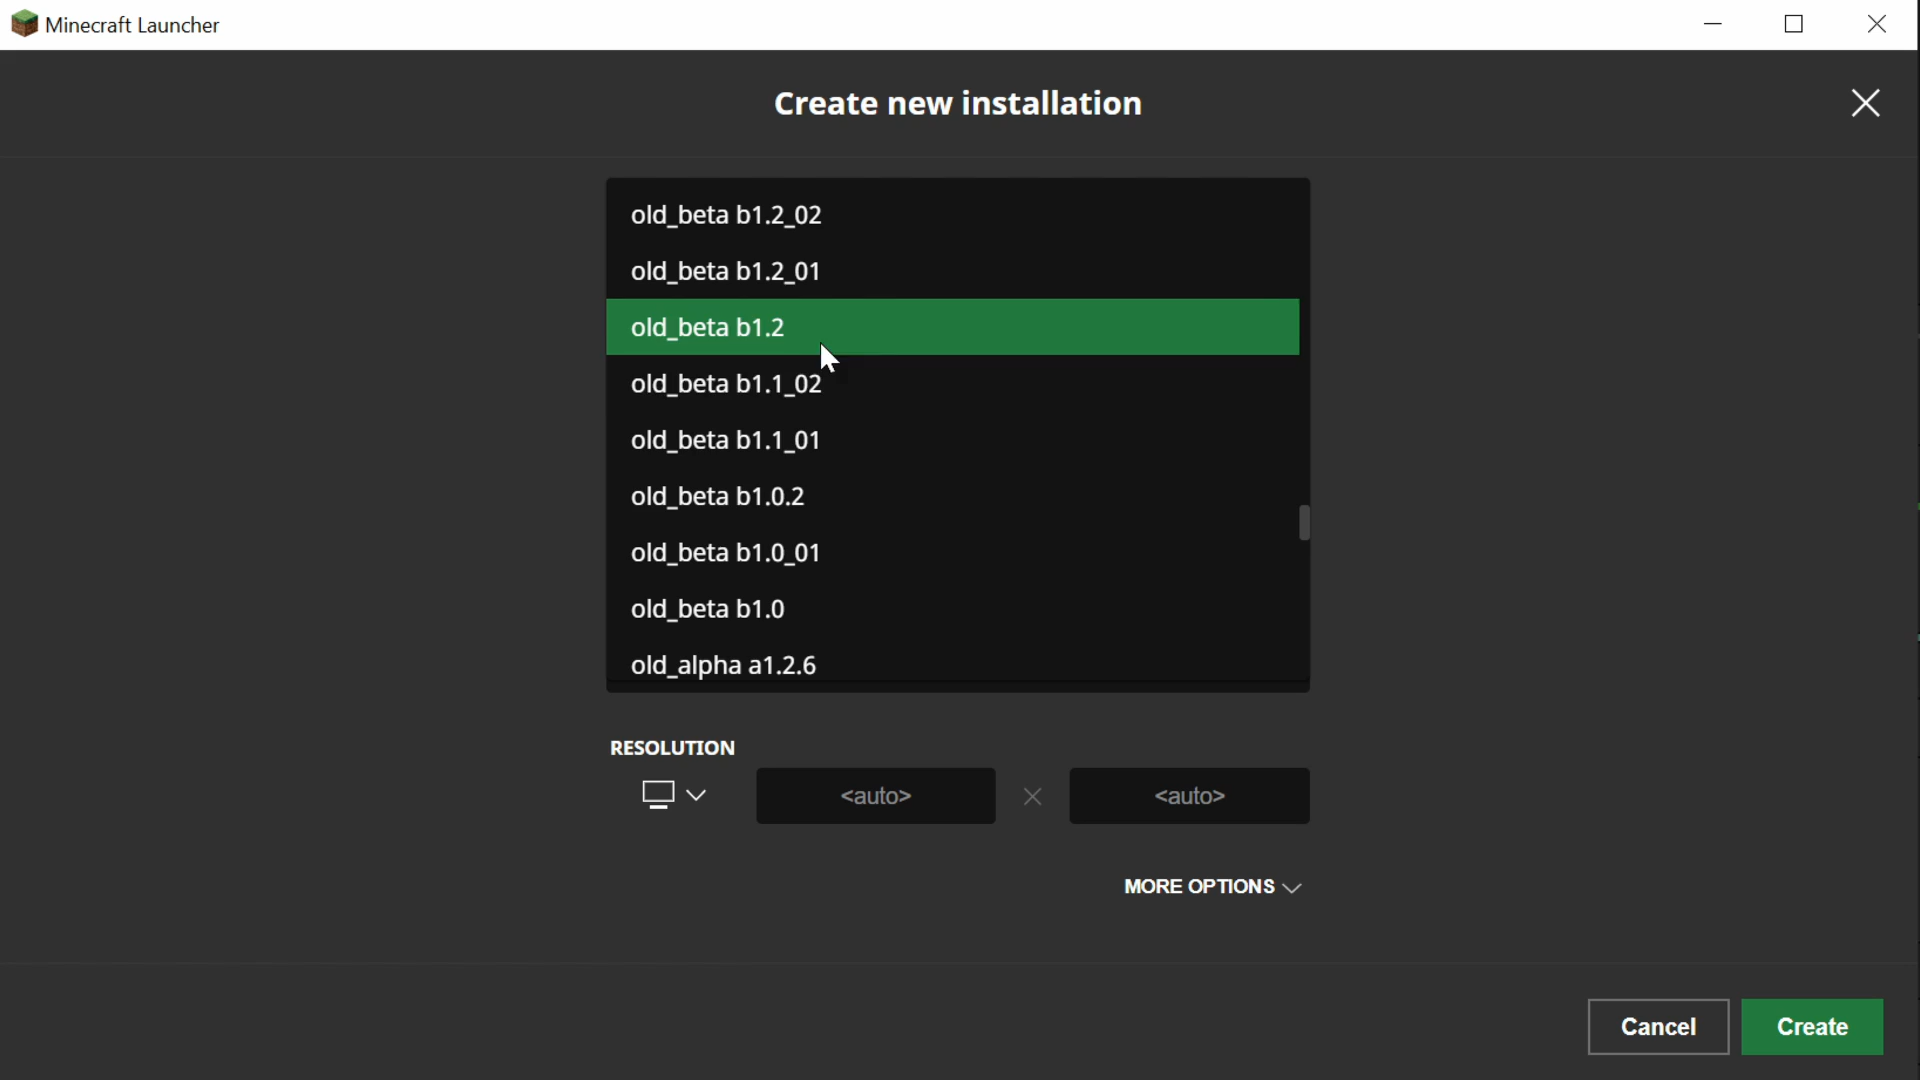 Minecraft Launcher
Create new installation
old_beta b1.2_02
old_beta b1.2_01
old_beta b1.2
old_beta b1.1_02
old_beta b1.1_01
old_beta b1.0.2
old_beta b1.0_01
old_beta b1.0
old_alpha a1.2.6
RESOLUTION
<auto> <auto>
MORE OPTIONS
Cancel Create